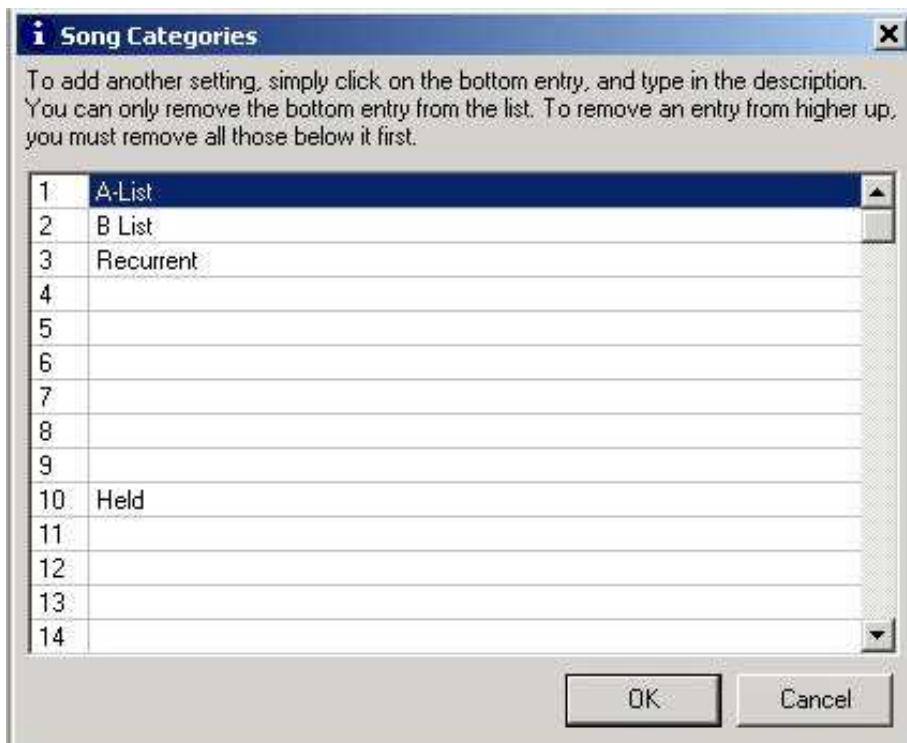 Song Categories
To add another setting, simply click on the bottom entry, and type in the description.
You can only remove the bottom entry from the list. To remove an entry from higher up,
you must remove all those below it first.
1 A-List
2 B List
3 Recurrent
4
5
6
7
8
9
10 Held
11
12
13
14
OK Cancel